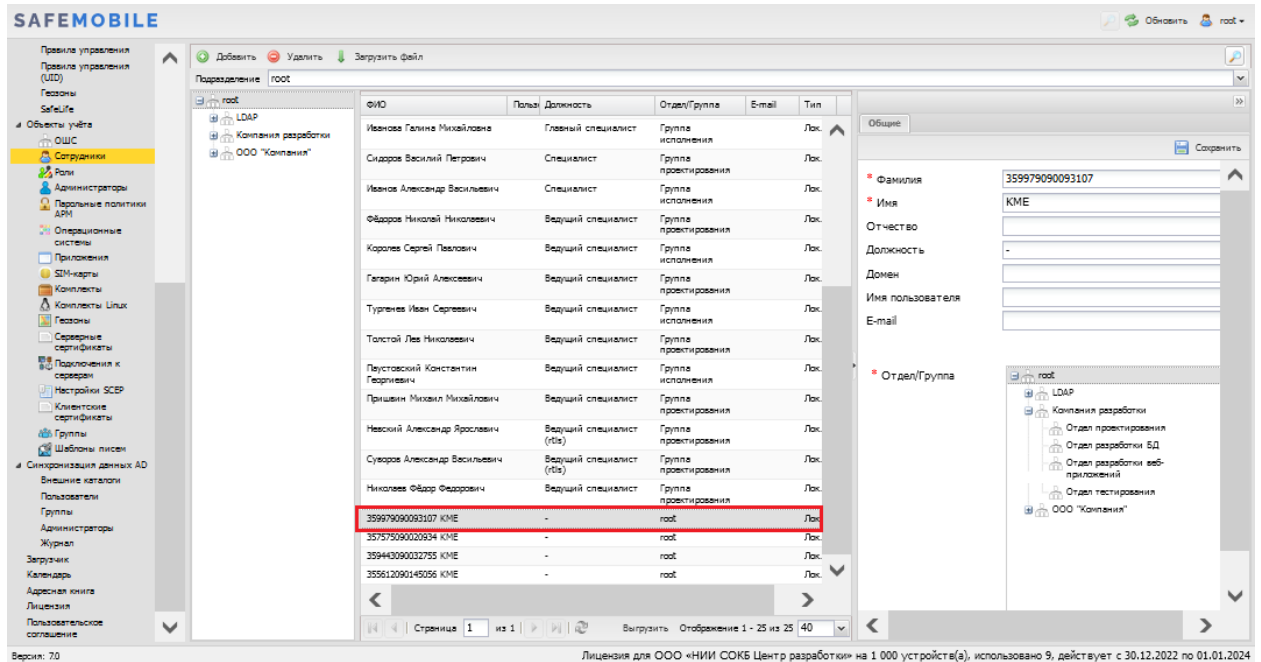 SAFEMOBILE
Обновить root
Правила управления
Правила управления
(UID)
Геозоны
SafeLife
Объекты учёта
ОШС
Сотрудники
Роли
Администраторы
Парольные политики
АРМ
Операционные
системы
Приложения
SIM-карты
Комплекты
Комплекты Linux
Геозоны
Серверные
сертификаты
Подключения к
серверам
Настройки SCEP
Клиентские
сертификаты
Группы
Шаблоны писем
Синхронизация данных AD
Внешние каталоги
Пользователи
Группы
Администраторы
Журнал
Загрузчик
Календарь
Адресная книга
Лицензия
Пользовательское
соглашение
Добавить Удалить Загрузить файл
Подразделение root
root
LDAP
Компания разработки
ООО "Компания"
ФИО Польз Должность Отдел/Группа E-mail Тип
Иванова Галина Михайловна Главный специалист Группа исполнения Лок.
Сидоров Василий Петрович Специалист Группа проектирования Лок.
Иванов Александр Васильевич Специалист Группа исполнения Лок.
Фёдоров Николай Николаевич Ведущий специалист Группа проектирования Лок.
Королев Сергей Павлович Ведущий специалист Группа исполнения Лок.
Гагарин Юрий Алексеевич Ведущий специалист Группа проектирования Лок.
Тургенев Иван Сергеевич Ведущий специалист Группа исполнения Лок.
Толстой Лев Николаевич Ведущий специалист Группа проектирования Лок.
Паустовский Константин Георгиевич Ведущий специалист Группа исполнения Лок.
Пришвин Михаил Михайлович Ведущий специалист Группа проектирования Лок.
Невский Александр Ярославич Ведущий специалист (rtls) Группа проектирования Лок.
Суворов Александр Васильевич Ведущий специалист (rtls) Группа проектирования Лок.
Николаев Фёдор Федорович Ведущий специалист Группа проектирования Лок.
359979090093107 KME - root Лок
357575090020934 KME - root Лок.
359443090032755 KME - root Лок.
355612090145056 KME - root Лок.
Страница 1 из 1 Выгрузить Отображение 1 - 25 из 25 40
Общие
Сохранить
* Фамилия 359979090093107
* Имя KME
Отчество
Должность -
Домен
Имя пользователя
E-mail
* Отдел/Группа
root
LDAP
Компания разработки
Отдел проектирования
Отдел разработки БД
Отдел разработки веб-
приложений
Отдел тестирования
ООО "Компания"
Версия: 7.0
Лицензия для ООО «НИИ СОКБ Центр разработки» на 1 000 устройств(а), использовано 9, действует с 30.12.2022 по 01.01.2024